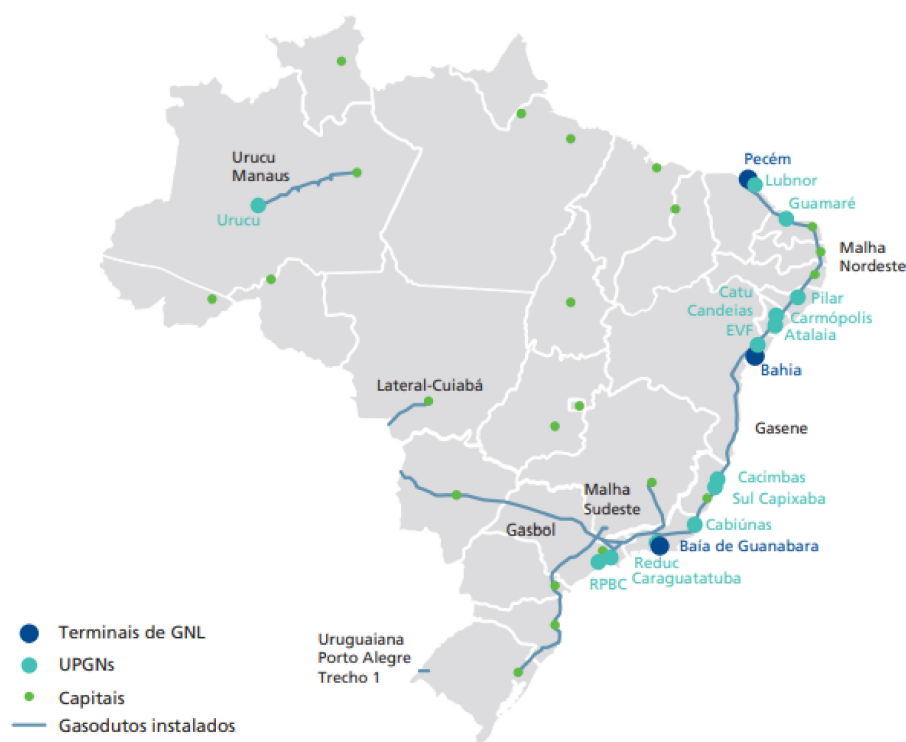 Urucu
Manaus
Urucu
Pecém
Lubnor
Guamaré
Malha
Nordeste
Catu
Candeias
EVF
Pilar
Carmópolis
Atalaia
Bahia
Lateral-Cuiabá
Gasene
Cacimbas
Sul Capixaba
Malha
Sudeste
Gasbol
Cabiúnas
Baía de Guanabara
Reduc
RPBC
Caraguatatuba
Uruguaiana
Porto Alegre
Trecho 1
Terminais de GNL
UPGNs
Capitais
Gasodutos instalados